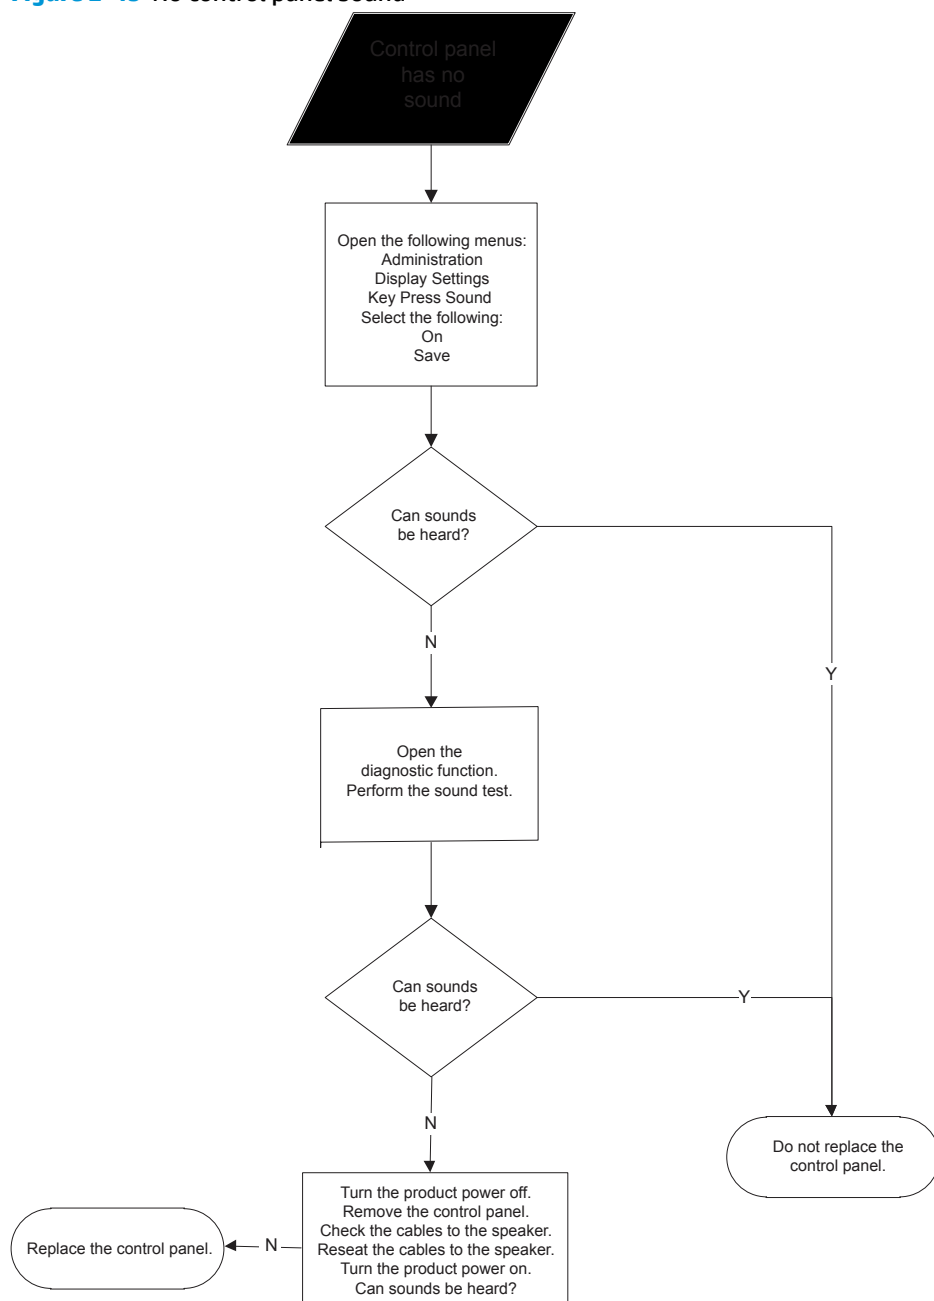 No control panel sound
Control panel
has no
sound
Open the following menus:
Administration
Display Settings
Key Press Sound
Select the following:
On
Save
Can sounds
be heard?
N
Y
Open the
diagnostic function.
Perform the sound test.
Can sounds
be heard?
Y
N
Do not replace the
control panel.
Turn the product power off.
Remove the control panel.
Check the cables to the speaker.
Reseat the cables to the speaker.
Turn the product power on.
Can sounds be heard?
N
Replace the control panel.